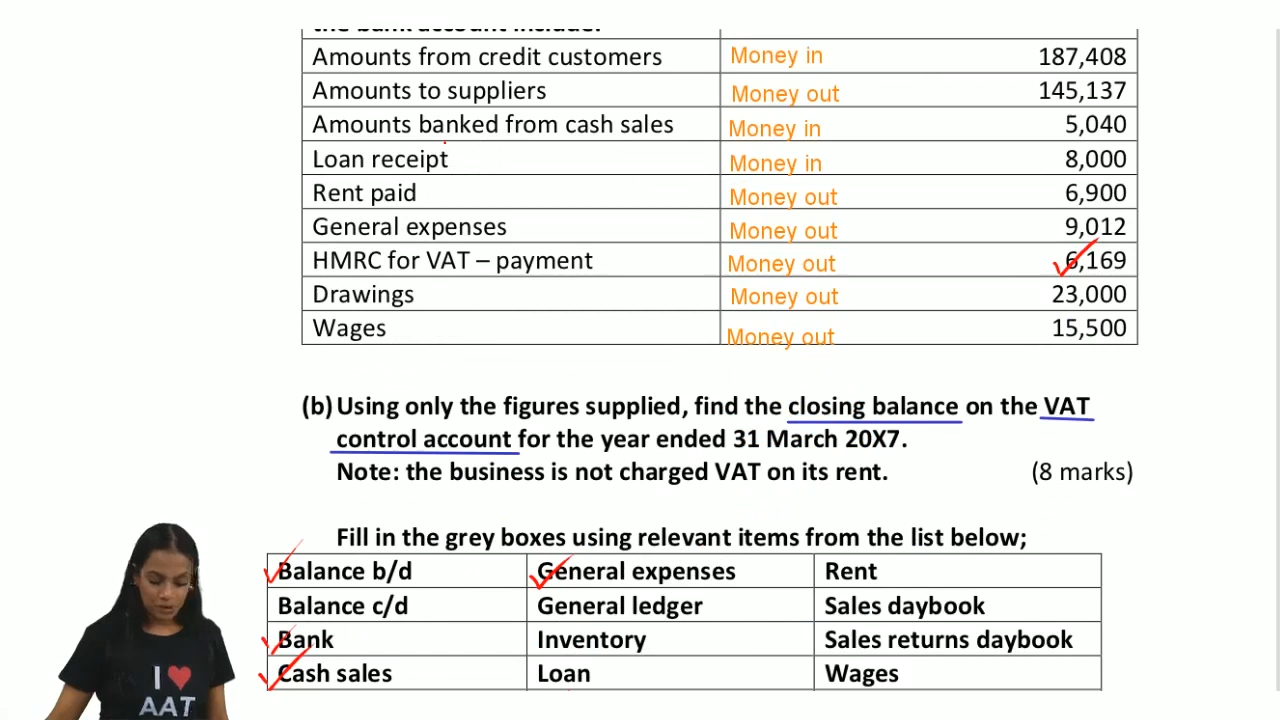 the bank account include:
Amounts from credit customers Money in 187,408
Amounts to suppliers Money out 145,137
Amounts banked from cash sales Money in 5,040
Loan receipt Money in 8,000
Rent paid Money out 6,900
General expenses Money out 9,012
HMRC for VAT – payment Money out 6,169
Drawings Money out 23,000
Wages Money out 15,500
(b) Using only the figures supplied, find the closing balance on the VAT
control account for the year ended 31 March 20X7.
Note: the business is not charged VAT on its rent. (8 marks)
Fill in the grey boxes using relevant items from the list below;
Balance b/d General expenses Rent
Balance c/d General ledger Sales daybook
Bank Inventory Sales returns daybook
Cash sales Loan Wages
I ❤
AAT